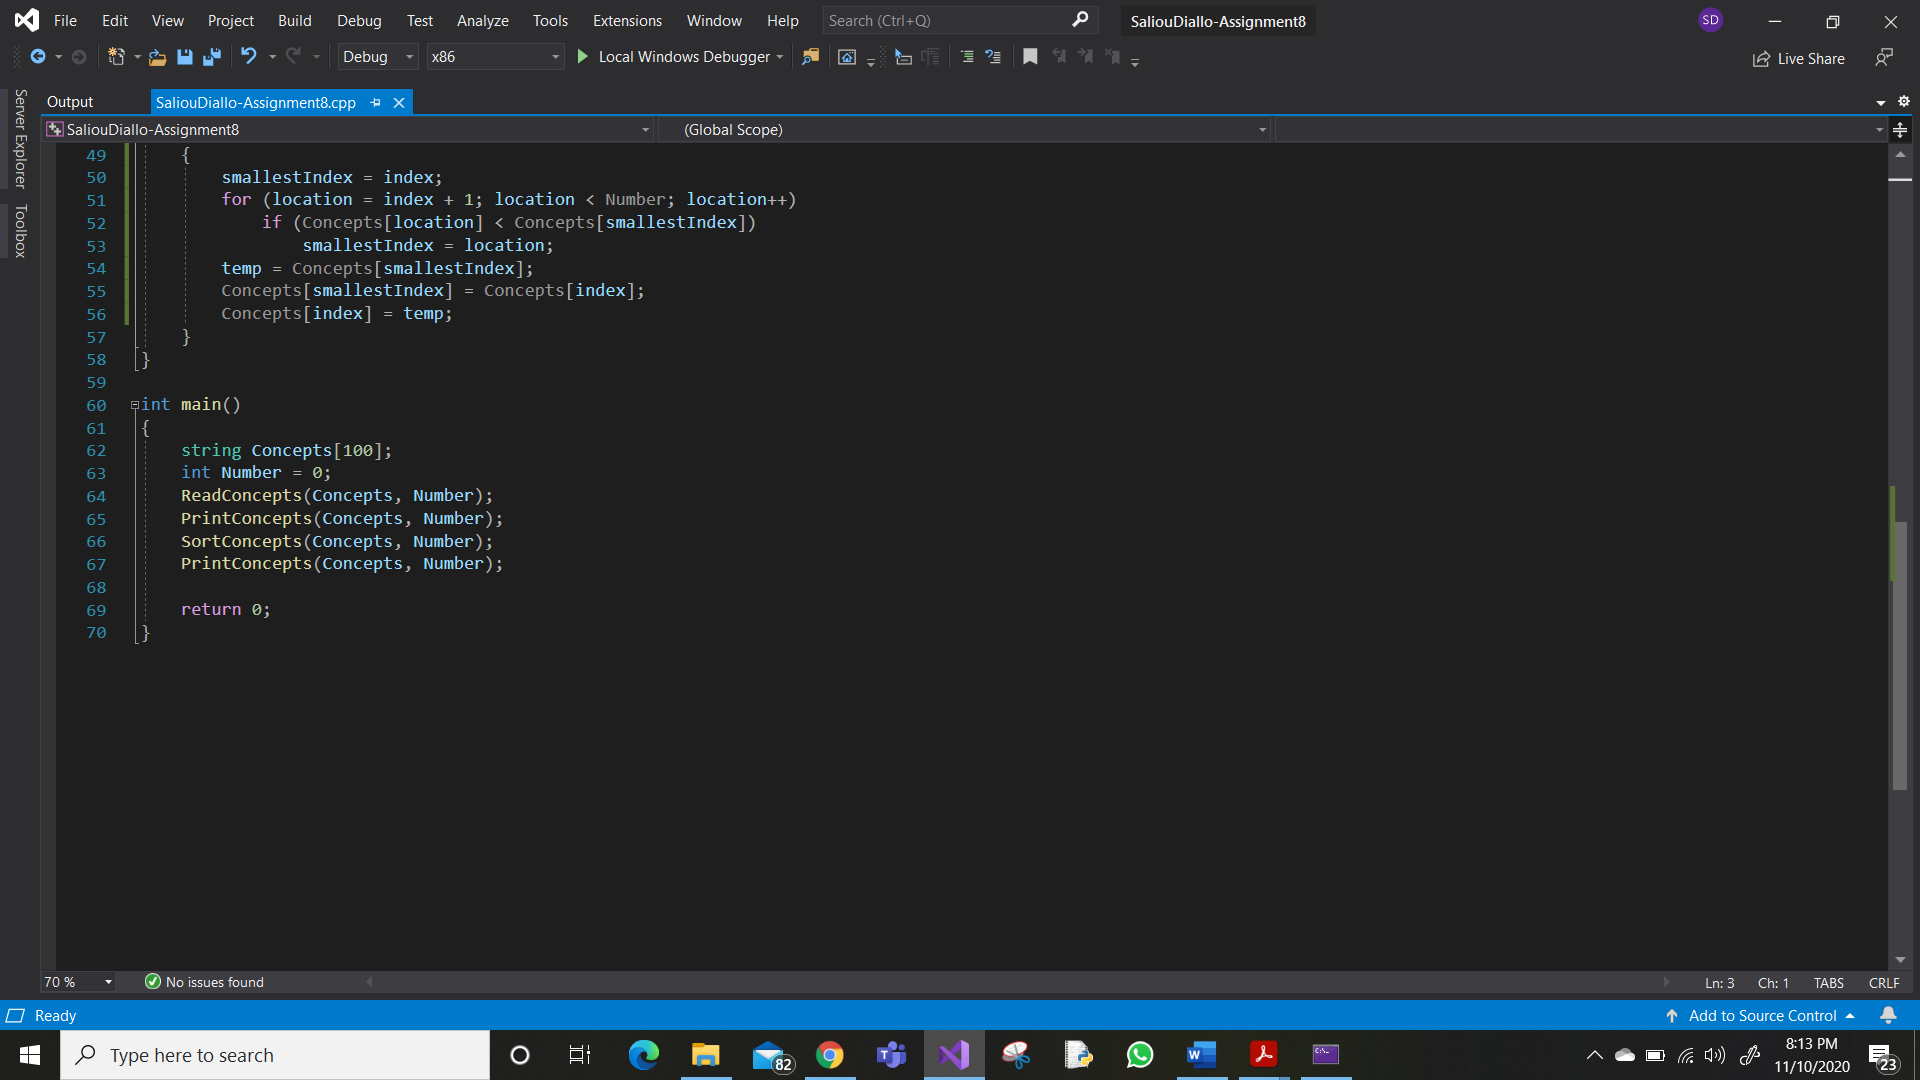 File Edit View Project Build Debug Test Analyze Tools Extensions Window Help Search (Ctrl+Q) SaliouDiallo-Assignment8 SD
Debug x86 Local Windows Debugger Live Share
Server Explorer
Toolbox
Output SaliouDiallo-Assignment8.cpp
SaliouDiallo-Assignment8 (Global Scope)
49 {
50 smallestIndex = index;
51 for (location = index + 1; location < Number; location++)
52 if (Concepts[location] < Concepts[smallestIndex])
53 smallestIndex = location;
54 temp = Concepts[smallestIndex];
55 Concepts[smallestIndex] = Concepts[index];
56 Concepts[index] = temp;
57 }
58 }
59
60 int main()
61 {
62 string Concepts[100];
63 int Number = 0;
64 ReadConcepts(Concepts, Number);
65 PrintConcepts(Concepts, Number);
66 SortConcepts(Concepts, Number);
67 PrintConcepts(Concepts, Number);
68
69 return 0;
70 }
70 % No issues found Ln: 3 Ch: 1 TABS CRLF
Ready Add to Source Control
Type here to search 82 8:13 PM
11/10/2020 23